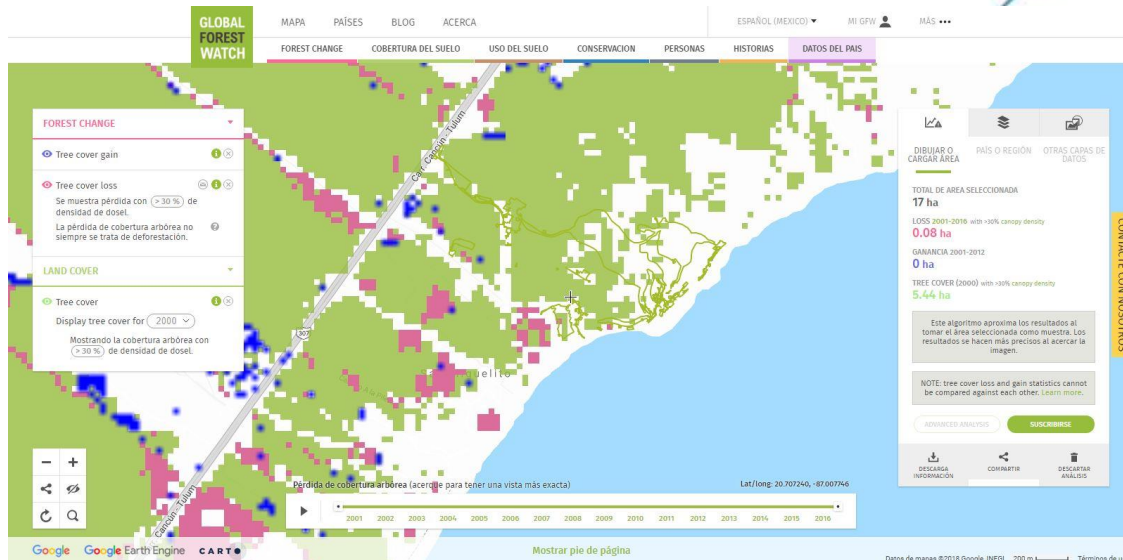 GLOBAL
FOREST
WATCH
MAPA PAÍSES BLOG ACERCA
ESPAÑOL (MEXICO) MI GFW MÁS
FOREST CHANGE COBERTURA DEL SUELO USO DEL SUELO CONSERVACION PERSONAS HISTORIAS DATOS DEL PAIS
FOREST CHANGE
Tree cover gain
Tree cover loss
Se muestra pérdida con > 30 % de
densidad de dosel.
La pérdida de cobertura arbórea no
siempre se trata de deforestación.
LAND COVER
Tree cover
Display tree cover for 2000
Mostrando la cobertura arbórea con
> 30 % de densidad de dosel.
Carr. Cancún - Tulum
307
uelito
Cancún - Tulum
DIBUJAR O
CARGAR ÁREA
PAÍS O REGIÓN
OTRAS CAPAS DE
DATOS
TOTAL DE AREA SELECCIONADA
17 ha
LOSS 2001-2016 with >30% canopy density
0.08 ha
GANANCIA 2001-2012
0 ha
TREE COVER (2000) with >30% canopy density
5.44 ha
Este algoritmo aproxima los resultados al
tomar el área seleccionada como muestra. Los
resultados se hacen más precisos al acercar la
imagen.
NOTE: tree cover loss and gain statistics cannot
be compared against each other. Learn more.
ADVANCED ANALYSIS SUSCRIBIRSE
DESCARGA
INFORMACIÓN
COMPARTIR
DESCARTAR
ANÁLISIS
CONTACTE CON NOSOTROS
Pérdida de cobertura arbórea (acerque para tener una vista más exacta)
Lat/long: 20.707240, -87.007746
2001 2002 2003 2004 2005 2006 2007 2008 2009 2010 2011 2012 2013 2014 2015 2016
Google Google Earth Engine CARTO
Mostrar pie de página
Datos de mapas ©2018 Google, INEGI 200 m Términos de u